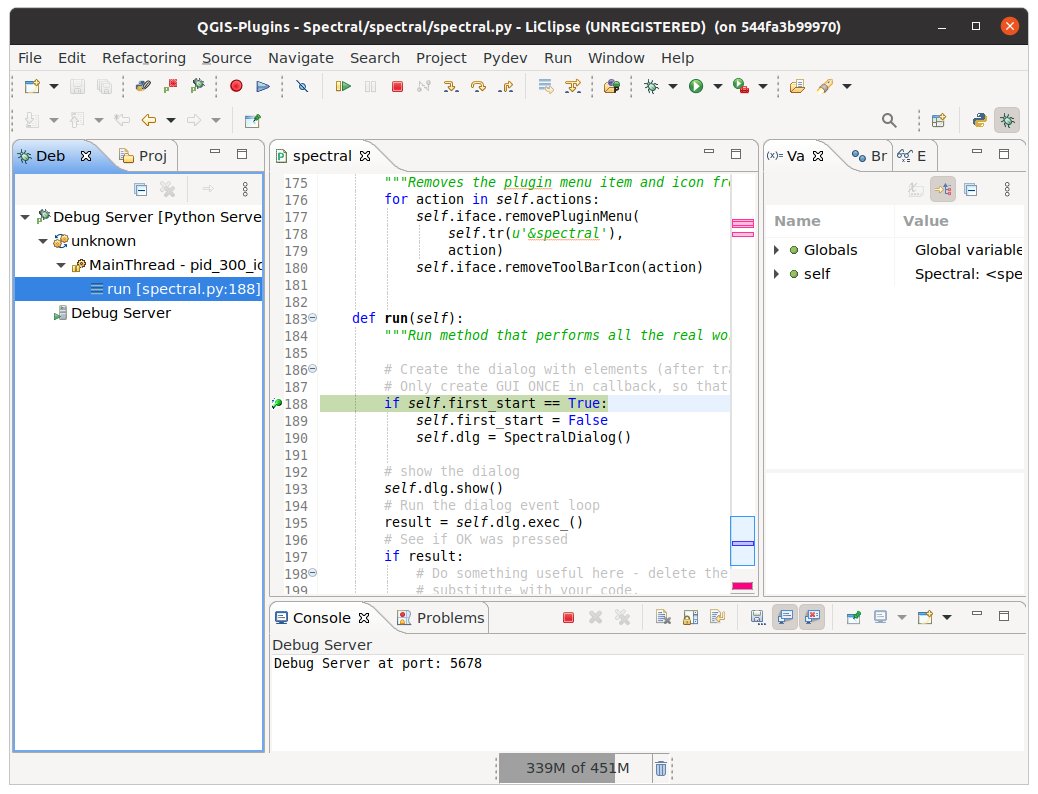 QGIS-Plugins - Spectral/spectral/spectral.py - LiClipse (UNREGISTERED) (on 544fa3b99970)
File Edit Refactoring Source Navigate Search Project Pydev Run Window Help
Deb
Proj
Debug Server [Python Serve
unknown
MainThread - pid_300_id
run [spectral.py:188]
Debug Server
spectral
175 """Removes the plugin menu item and icon fr
176 for action in self.actions:
177 self.iface.removePluginMenu(
178 self.tr(u'&spectral'),
179 action)
180 self.iface.removeToolBarIcon(action)
181
182
183 def run(self):
184 """Run method that performs all the real wo
185
186 # Create the dialog with elements (after tra
187 # Only create GUI ONCE in callback, so that
188 if self.first_start == True:
189 self.first_start = False
190 self.dlg = SpectralDialog()
191
192 # show the dialog
193 self.dlg.show()
194 # Run the dialog event loop
195 result = self.dlg.exec_()
196 # See if OK was pressed
197 if result:
198 # Do something useful here - delete the
199 # substitute with your code.
(x)= Va
Br
E
Name Value
Globals Global variable
self Spectral: <spe
Console
Problems
Debug Server
Debug Server at port: 5678
339M of 451M